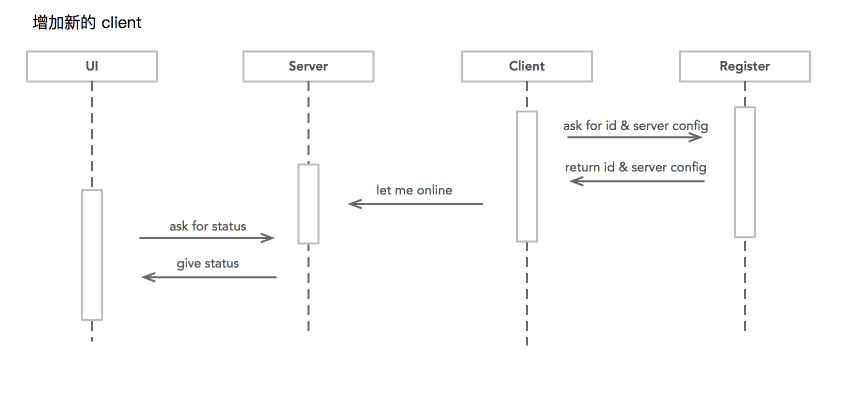 增加新的 client
UI
Server
Client
Register
ask for id & server config
return id & server config
let me online
ask for status
give status